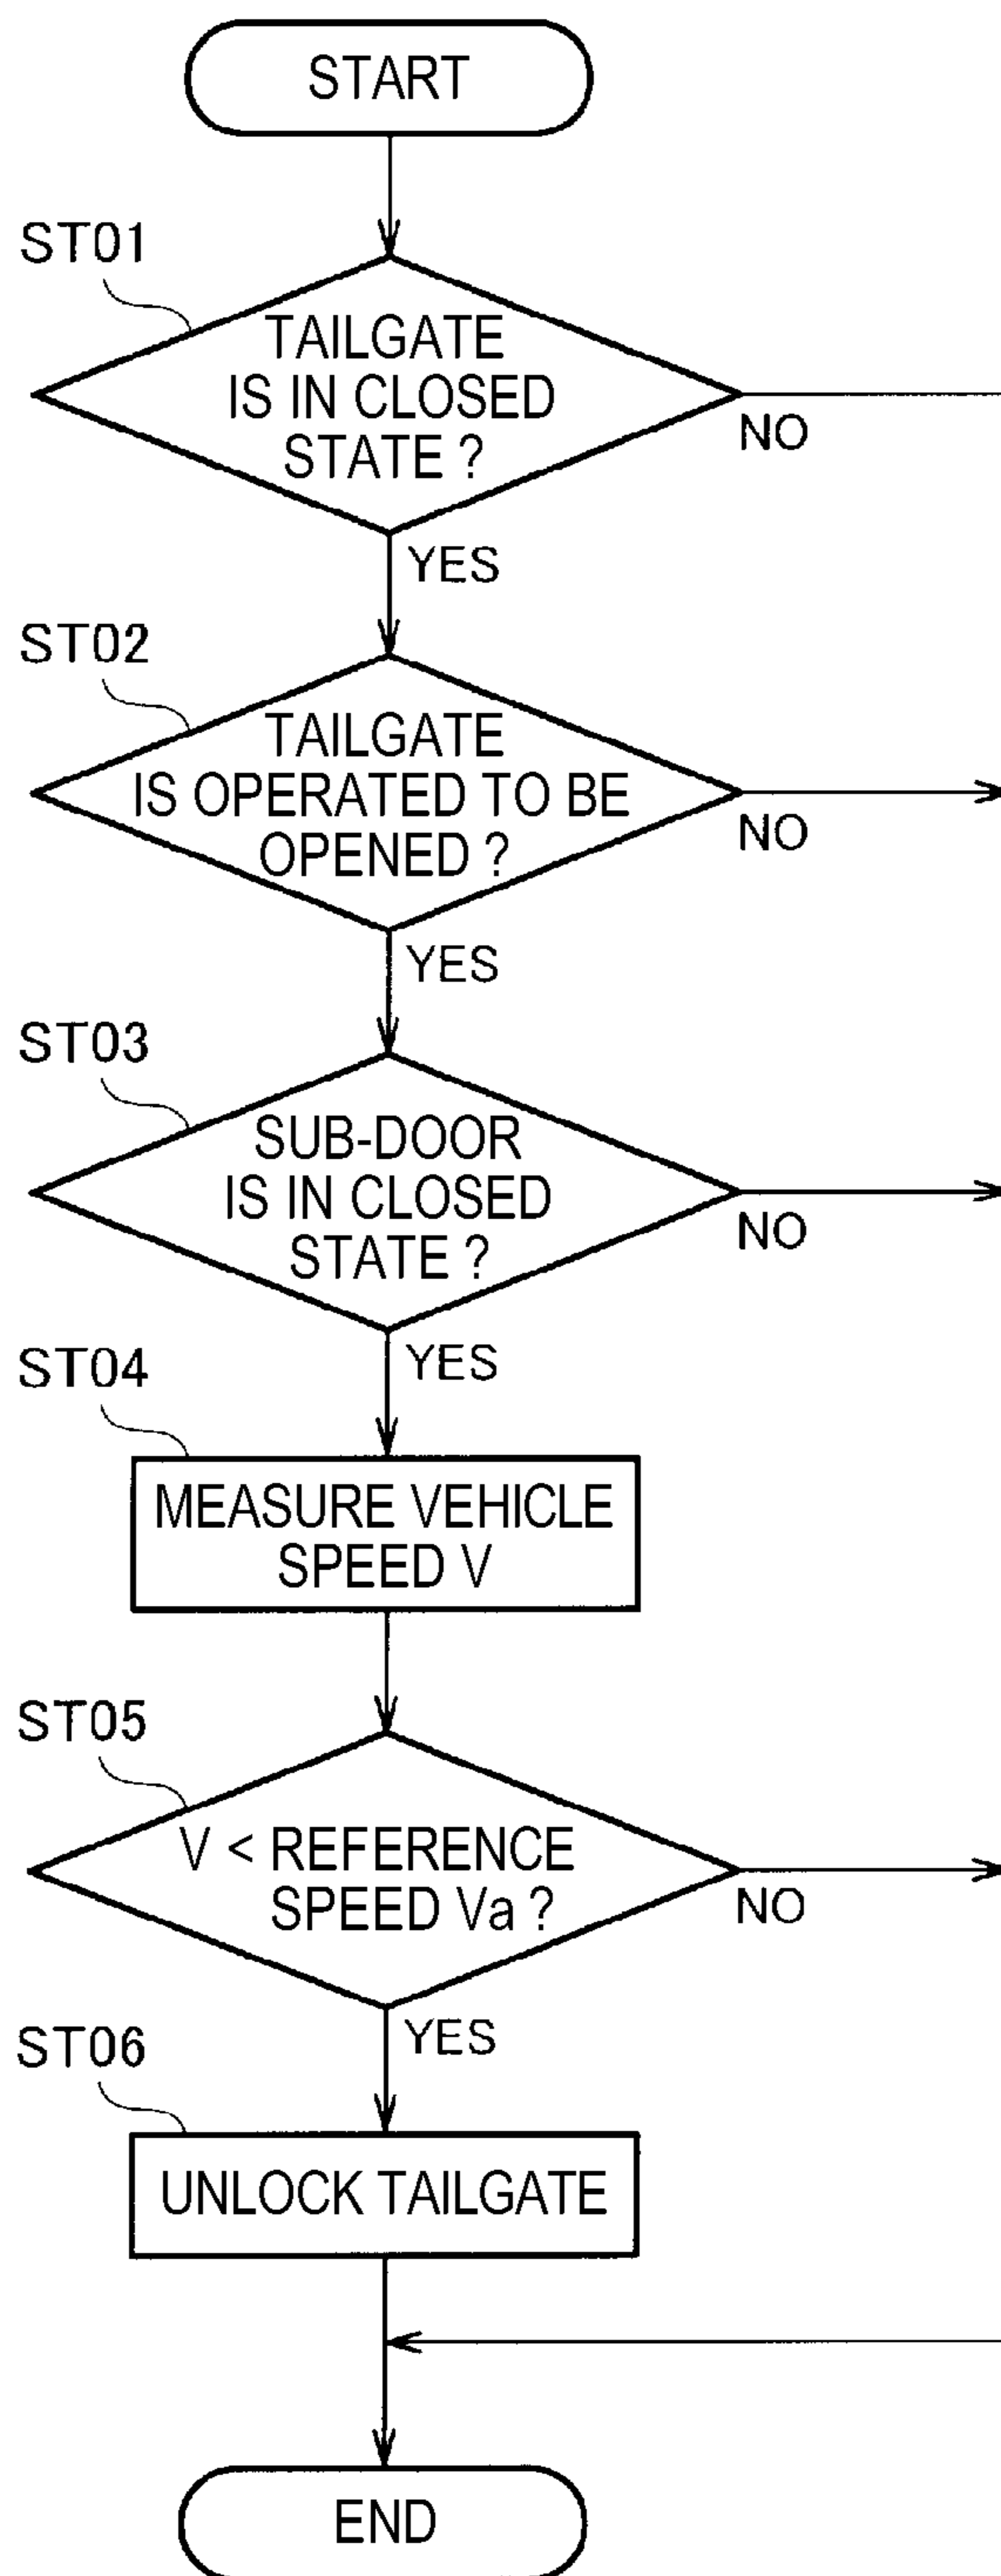 START
ST01
TAILGATE
IS IN CLOSED
STATE ?
NO
YES
ST02
TAILGATE
IS OPERATED TO BE
OPENED ?
NO
YES
ST03
SUB-DOOR
IS IN CLOSED
STATE ?
NO
YES
ST04
MEASURE VEHICLE
SPEED V
ST05
V < REFERENCE
SPEED Va ?
NO
YES
ST06
UNLOCK TAILGATE
END